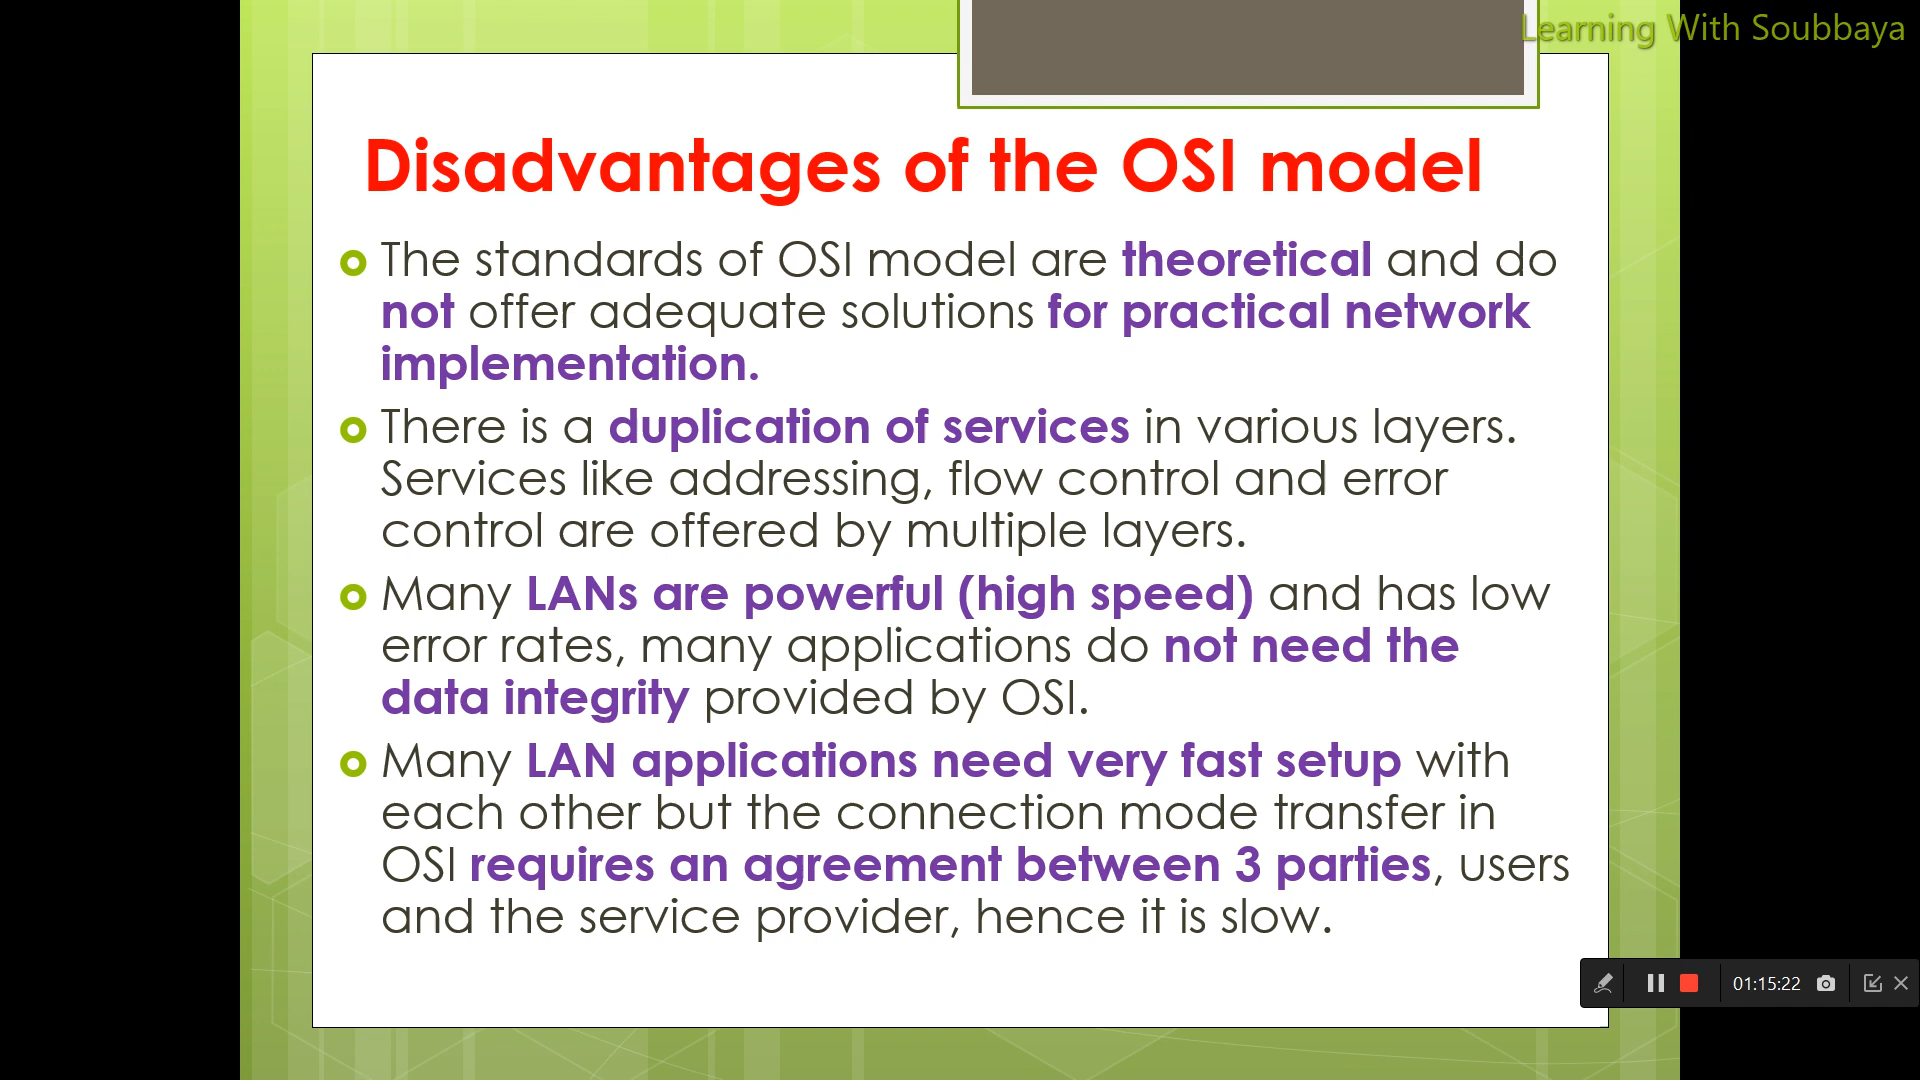 Learning With Soubbaya
Disadvantages of the OSI model
The standards of OSI model are theoretical and do
not offer adequate solutions for practical network
implementation.
There is a duplication of services in various layers.
Services like addressing, flow control and error
control are offered by multiple layers.
Many LANs are powerful (high speed) and has low
error rates, many applications do not need the
data integrity provided by OSI.
Many LAN applications need very fast setup with
each other but the connection mode transfer in
OSI requires an agreement between 3 parties, users
and the service provider, hence it is slow.
01:15:22